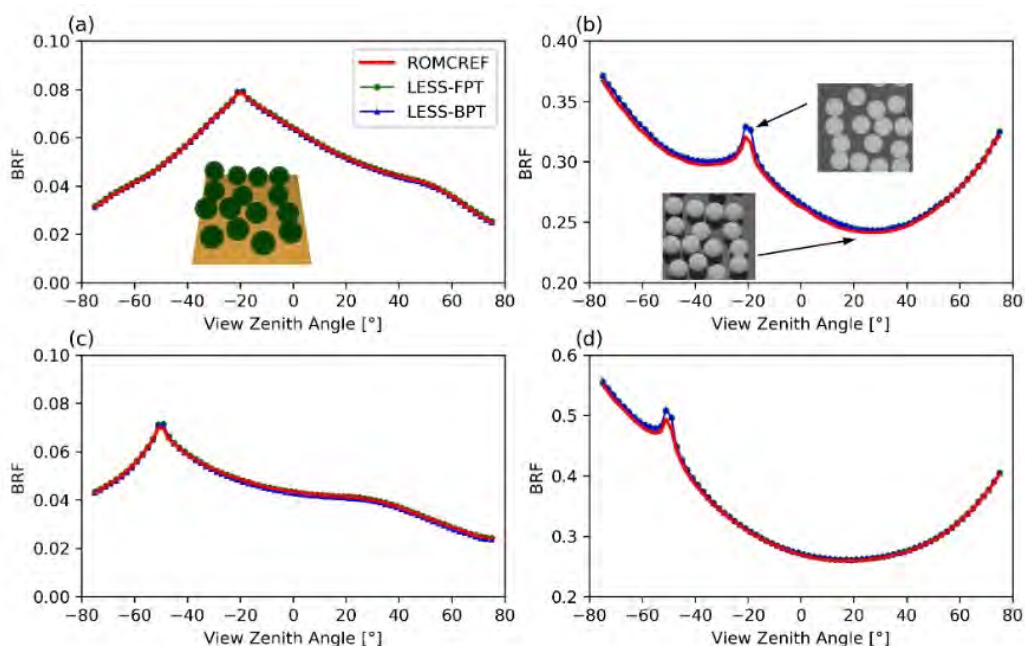 (a)
0.10
0.08
0.06
0.04
0.02
0.00
BRF
ROMCREF
LESS-FPT
LESS-BPT
−80 −60 −40 −20 0 20 40 60 80
View Zenith Angle [°]
(b)
0.40
0.35
0.30
0.25
0.20
BRF
−80 −60 −40 −20 0 20 40 60 80
View Zenith Angle [°]
(c)
0.10
0.08
0.06
0.04
0.02
0.00
BRF
−80 −60 −40 −20 0 20 40 60 80
View Zenith Angle [°]
(d)
0.6
0.5
0.4
0.3
0.2
BRF
−80 −60 −40 −20 0 20 40 60 80
View Zenith Angle [°]